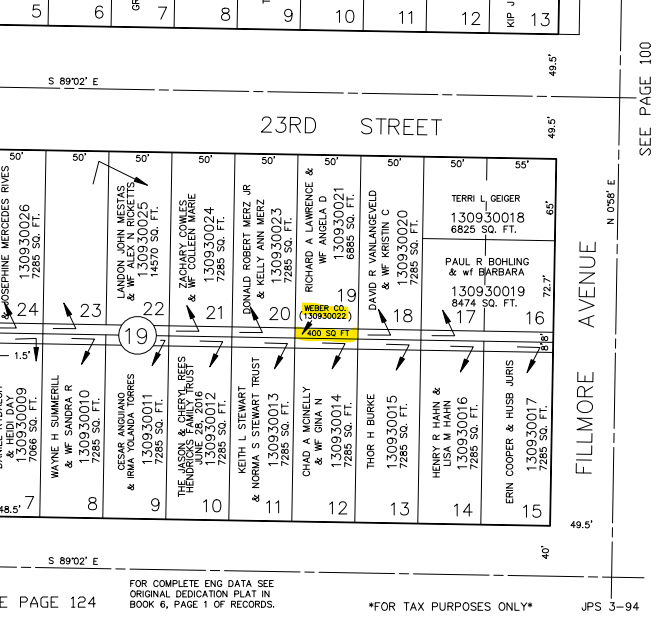 5
6
GR
7
8
9
10
11
12
KIP J
13
S 89°02' E
49.5'
SEE PAGE 100
23RD STREET
49.5'
50'
50'
50'
50'
50'
50'
50'
50'
55'
& JOSEPHINE MERCEDES RIVES
130930026
7285 SQ. FT.
24
23
LANDON JOHN MESTAS
& WF ALEX N RICKETTS
130930025
14570 SQ. FT.
22
ZACHARY COWLES
& WF COLLEEN MARIE
130930024
7285 SQ. FT.
21
DONALD ROBERT MERZ JR
& KELLY ANN MERZ
130930023
7285 SQ. FT.
20
RICHARD A LAWRENCE &
WF ANGELA D
130930021
6885 SQ. FT.
19
WEBER CO.
(130930022)
400 SQ FT
DAVID R VANLANGEVELD
& WF KRISTIN C
130930020
7285 SQ. FT.
18
17
TERRI L GEIGER
130930018
6825 SQ. FT.
65'
PAUL R BOHLING
& wf BARBARA
130930019
8474 SQ. FT.
72.7'
16
8'8'
N 0°58' E
FILLMORE AVENUE
19
1.5'
& HEIDI DAY
130930009
7066 SQ. FT.
7
48.5'
WAYNE H SUMMERILL
& WF SANDRA R
130930010
7285 SQ. FT.
8
CESAR ANGUIANO
& IRMA YOLANDA TORRES
130930011
7285 SQ. FT.
9
THE JASON & CHERYL REES
HENDRICKS FAMILY TRUST
JUNE 28, 2016
130930012
7285 SQ. FT.
10
KEITH L STEWART
& NORMA S STEWART TRUST
130930013
7285 SQ. FT.
11
CHAD A MCINELLY
& WF GINA N
130930014
7285 SQ. FT.
12
THOR H BURKE
130930015
7285 SQ. FT.
13
HENRY R HAHN &
LISA M HAHN
130930016
7285 SQ. FT.
14
ERIN COOPER & HUSB JURIS
130930017
7285 SQ. FT.
15
49.5'
40'
S 89°02' E
E PAGE 124
FOR COMPLETE ENG DATA SEE
ORIGINAL DEDICATION PLAT IN
BOOK 6, PAGE 1 OF RECORDS.
*FOR TAX PURPOSES ONLY*
JPS 3-94